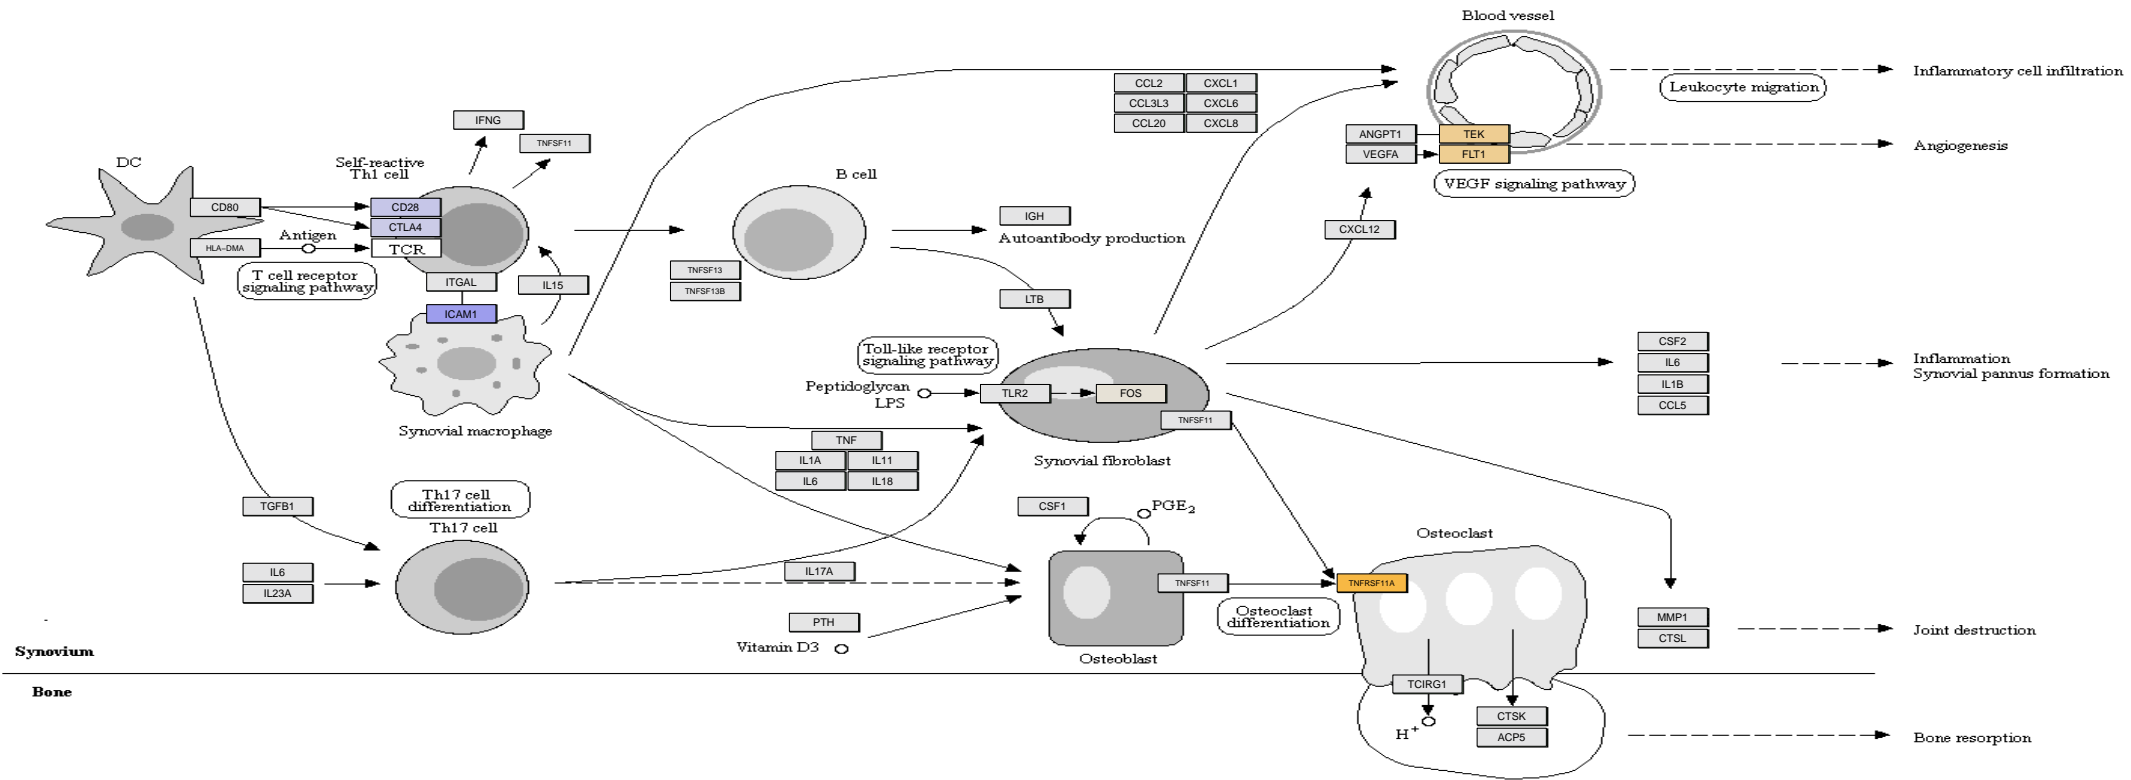 Blood vessel
Inflammatory cell infiltration
Leukocyte migration
CCL2 CXCL1
CCL3L3 CXCL6
CCL20 CXCL8
IFNG
TNFSF11
ANGPT1 TEK
VEGFA FLT1
Angiogenesis
VEGF signaling pathway
DC
Self-reactive
Th1 cell
B cell
CD80
CD28
CTLA4
HLA-DMA
Antigen
TCR
T cell receptor
signaling pathway
ITGAL
IL15
ICAM1
Synovial macrophage
TNFSF13
TNFSF13B
IGH
Autoantibody production
LTB
CXCL12
Toll-like receptor
signaling pathway
Peptidoglycan
LPS
TLR2
FOS
TNFSF11
Synovial fibroblast
CSF2
IL6
IL1B
CCL5
Inflammation
Synovial pannus formation
TNF
IL1A IL11
IL6 IL18
TGFB1
Th17 cell
differentiation
Th17 cell
IL6
IL23A
IL17A
PTH
Vitamin D3
CSF1
PGE2
TNFSF11
Osteoblast
Osteoclast
differentiation
Osteoclast
TNFRSF11A
MMP1
CTSL
Joint destruction
Synovium
Bone
TCIRG1
H+
CTSK
ACP5
Bone resorption